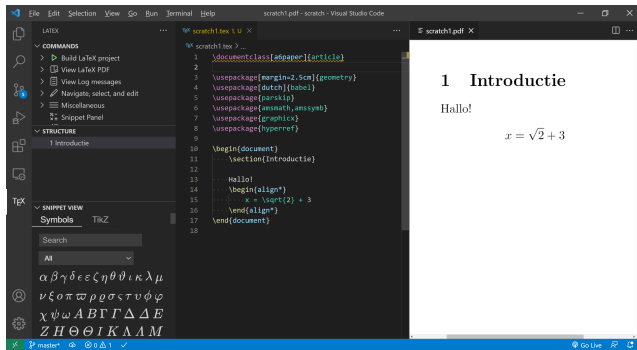 File Edit Selection View Go Run Terminal Help scratch1.pdf - scratch - Visual Studio Code
LATEX ···
COMMANDS
Build LaTeX project
View LaTeX PDF
View Log messages
Navigate, select, and edit
Miscellaneous
Snippet Panel
STRUCTURE
1 Introductie
SNIPPET VIEW
Symbols TikZ
Search
All
α β γ δ ϵ ε ζ η θ ϑ ι κ λ μ
ν ξ ο π ϖ ρ ϱ σ ς τ υ ϕ φ
χ ψ ω A B Γ Γ Δ Δ E
Z H Θ Θ I K Λ Λ M
TEX scratch1.tex 1, U ×
TEX scratch1.tex > ...
1 \documentclass[a6paper]{article}
2
3 \usepackage[margin=2.5cm]{geometry}
4 \usepackage[dutch]{babel}
5 \usepackage{parskip}
6 \usepackage{amsmath,amssymb}
7 \usepackage{graphicx}
8 \usepackage{hyperref}
9
10 \begin{document}
11 \section{Introductie}
12
13 Hallo!
14 \begin{align*}
15 x = \sqrt{2} + 3
16 \end{align*}
17 \end{document}
18
scratch1.pdf ×
1 Introductie
Hallo!
x = √2 + 3
TEX
master* 0 1 Go Live